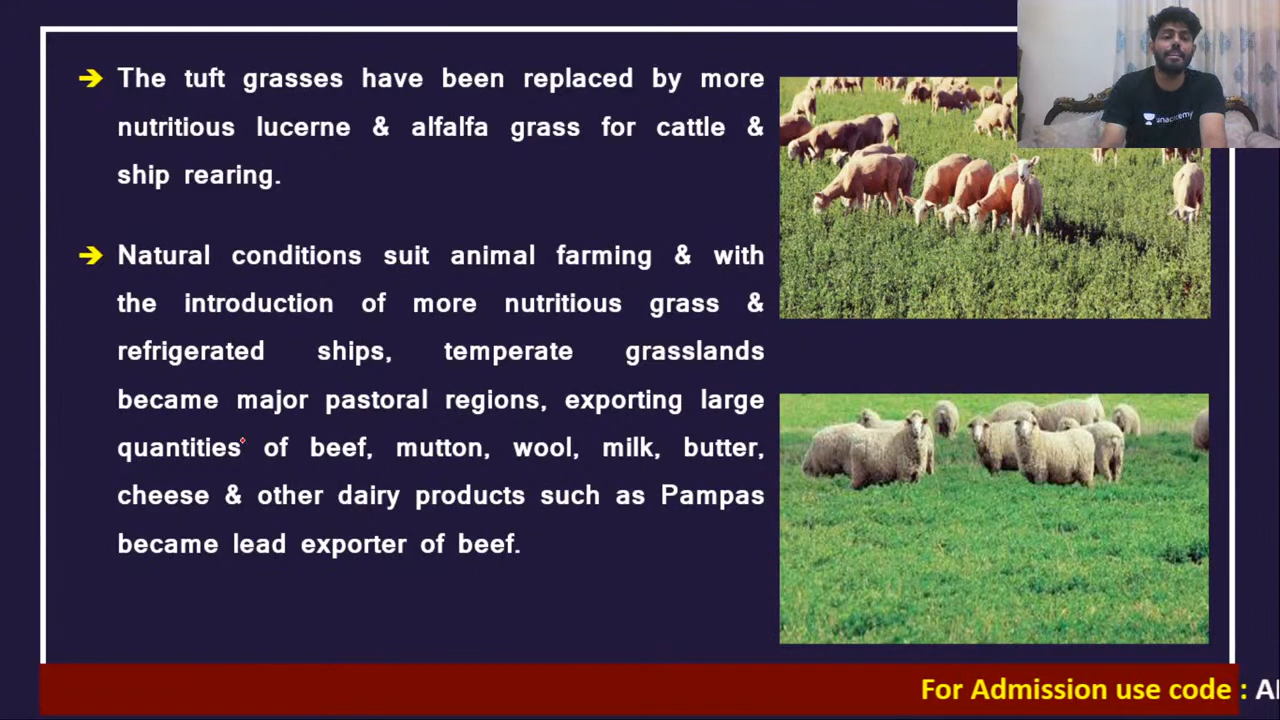 ➔ The tuft grasses have been replaced by more
nutritious lucerne & alfalfa grass for cattle &
ship rearing.
➔ Natural conditions suit animal farming & with
the introduction of more nutritious grass &
refrigerated ships, temperate grasslands
became major pastoral regions, exporting large
quantities of beef, mutton, wool, milk, butter,
cheese & other dairy products such as Pampas
became lead exporter of beef.
unacademy
For Admission use code :